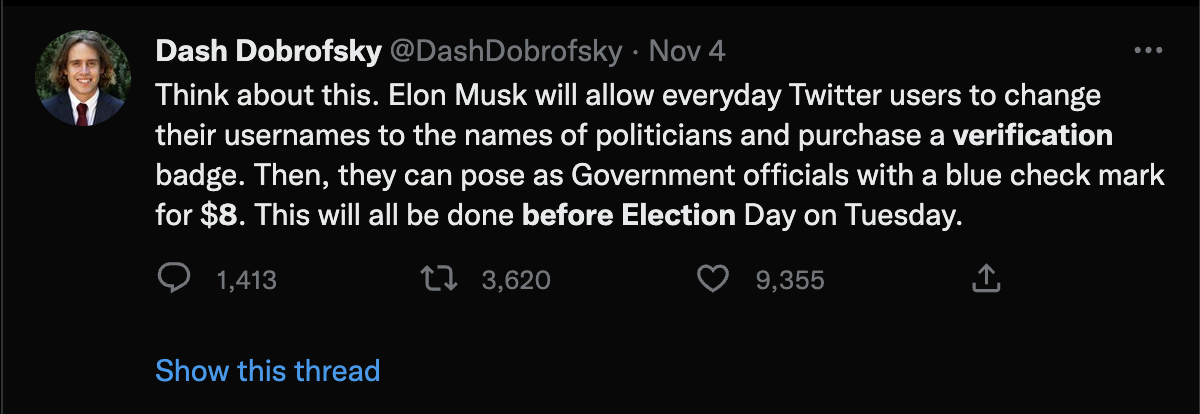 Dash Dobrofsky @DashDobrofsky · Nov 4
Think about this. Elon Musk will allow everyday Twitter users to change
their usernames to the names of politicians and purchase a verification
badge. Then, they can pose as Government officials with a blue check mark
for $8. This will all be done before Election Day on Tuesday.
1,413 3,620 9,355
Show this thread